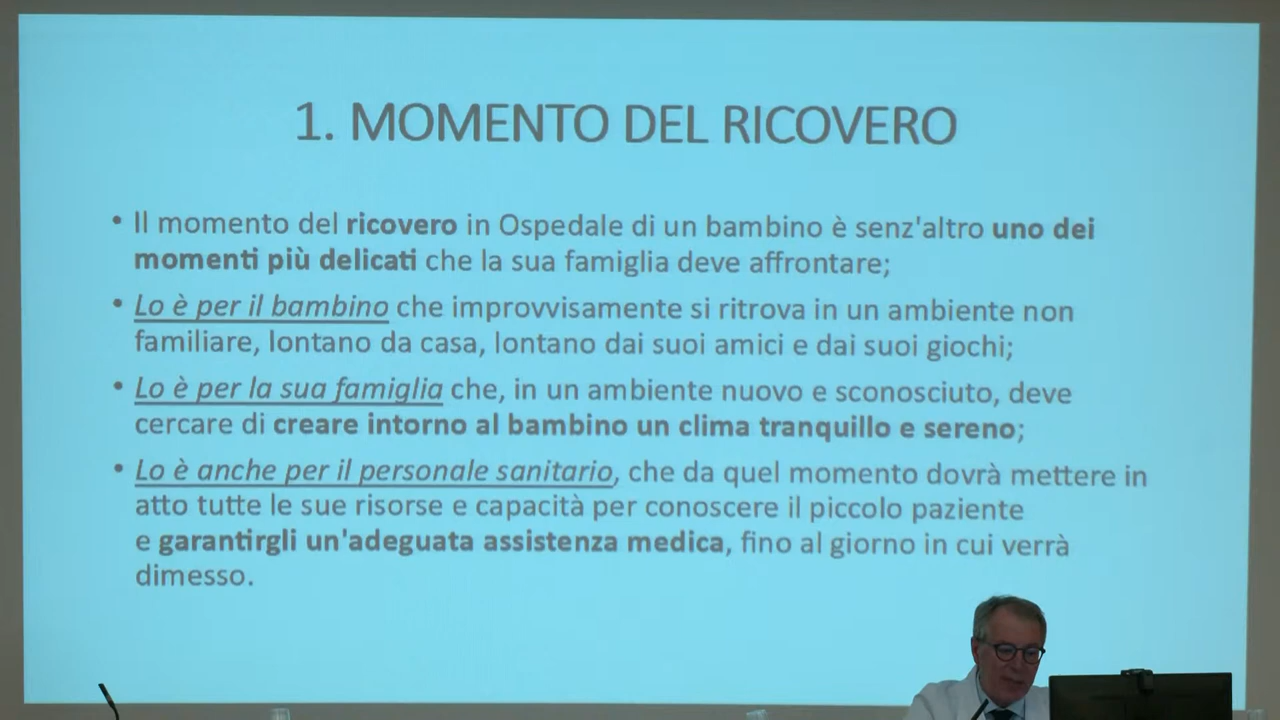 1. MOMENTO DEL RICOVERO
• Il momento del ricovero in Ospedale di un bambino è senz'altro uno dei
momenti più delicati che la sua famiglia deve affrontare;
• Lo è per il bambino che improvvisamente si ritrova in un ambiente non
familiare, lontano da casa, lontano dai suoi amici e dai suoi giochi;
• Lo è per la sua famiglia che, in un ambiente nuovo e sconosciuto, deve
cercare di creare intorno al bambino un clima tranquillo e sereno;
• Lo è anche per il personale sanitario, che da quel momento dovrà mettere in
atto tutte le sue risorse e capacità per conoscere il piccolo paziente
e garantirgli un'adeguata assistenza medica, fino al giorno in cui verrà
dimesso.